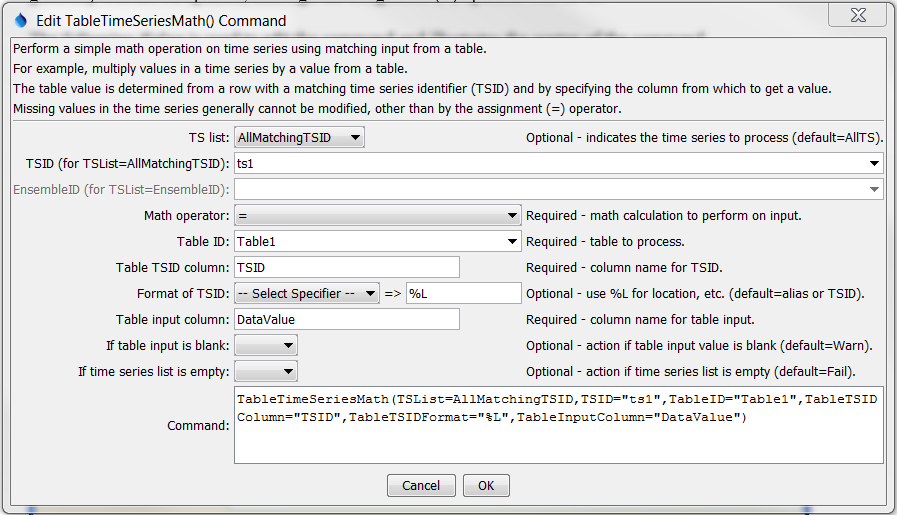 Edit TableTimeSeriesMath() Command
Perform a simple math operation on time series using matching input from a table.
For example, multiply values in a time series by a value from a table.
The table value is determined from a row with a matching time series identifier (TSID) and by specifying the column from which to get a value.
Missing values in the time series generally cannot be modified, other than by the assignment (=) operator.
TS list: AllMatchingTSID Optional - indicates the time series to process (default=AllTS).
TSID (for TSList=AllMatchingTSID): ts1
EnsembleID (for TSList=EnsembleID):
Math operator: = Required - math calculation to perform on input.
Table ID: Table1 Required - table to process.
Table TSID column: TSID Required - column name for TSID.
Format of TSID: -- Select Specifier -- => %L Optional - use %L for location, etc. (default=alias or TSID).
Table input column: DataValue Required - column name for table input.
If table input is blank: Optional - action if table input value is blank (default=Warn).
If time series list is empty: Optional - action if time series list is empty (default=Fail).
Command: TableTimeSeriesMath(TSList=AllMatchingTSID,TSID="ts1",TableID="Table1",TableTSID
Column="TSID",TableTSIDFormat="%L",TableInputColumn="DataValue")
Cancel OK